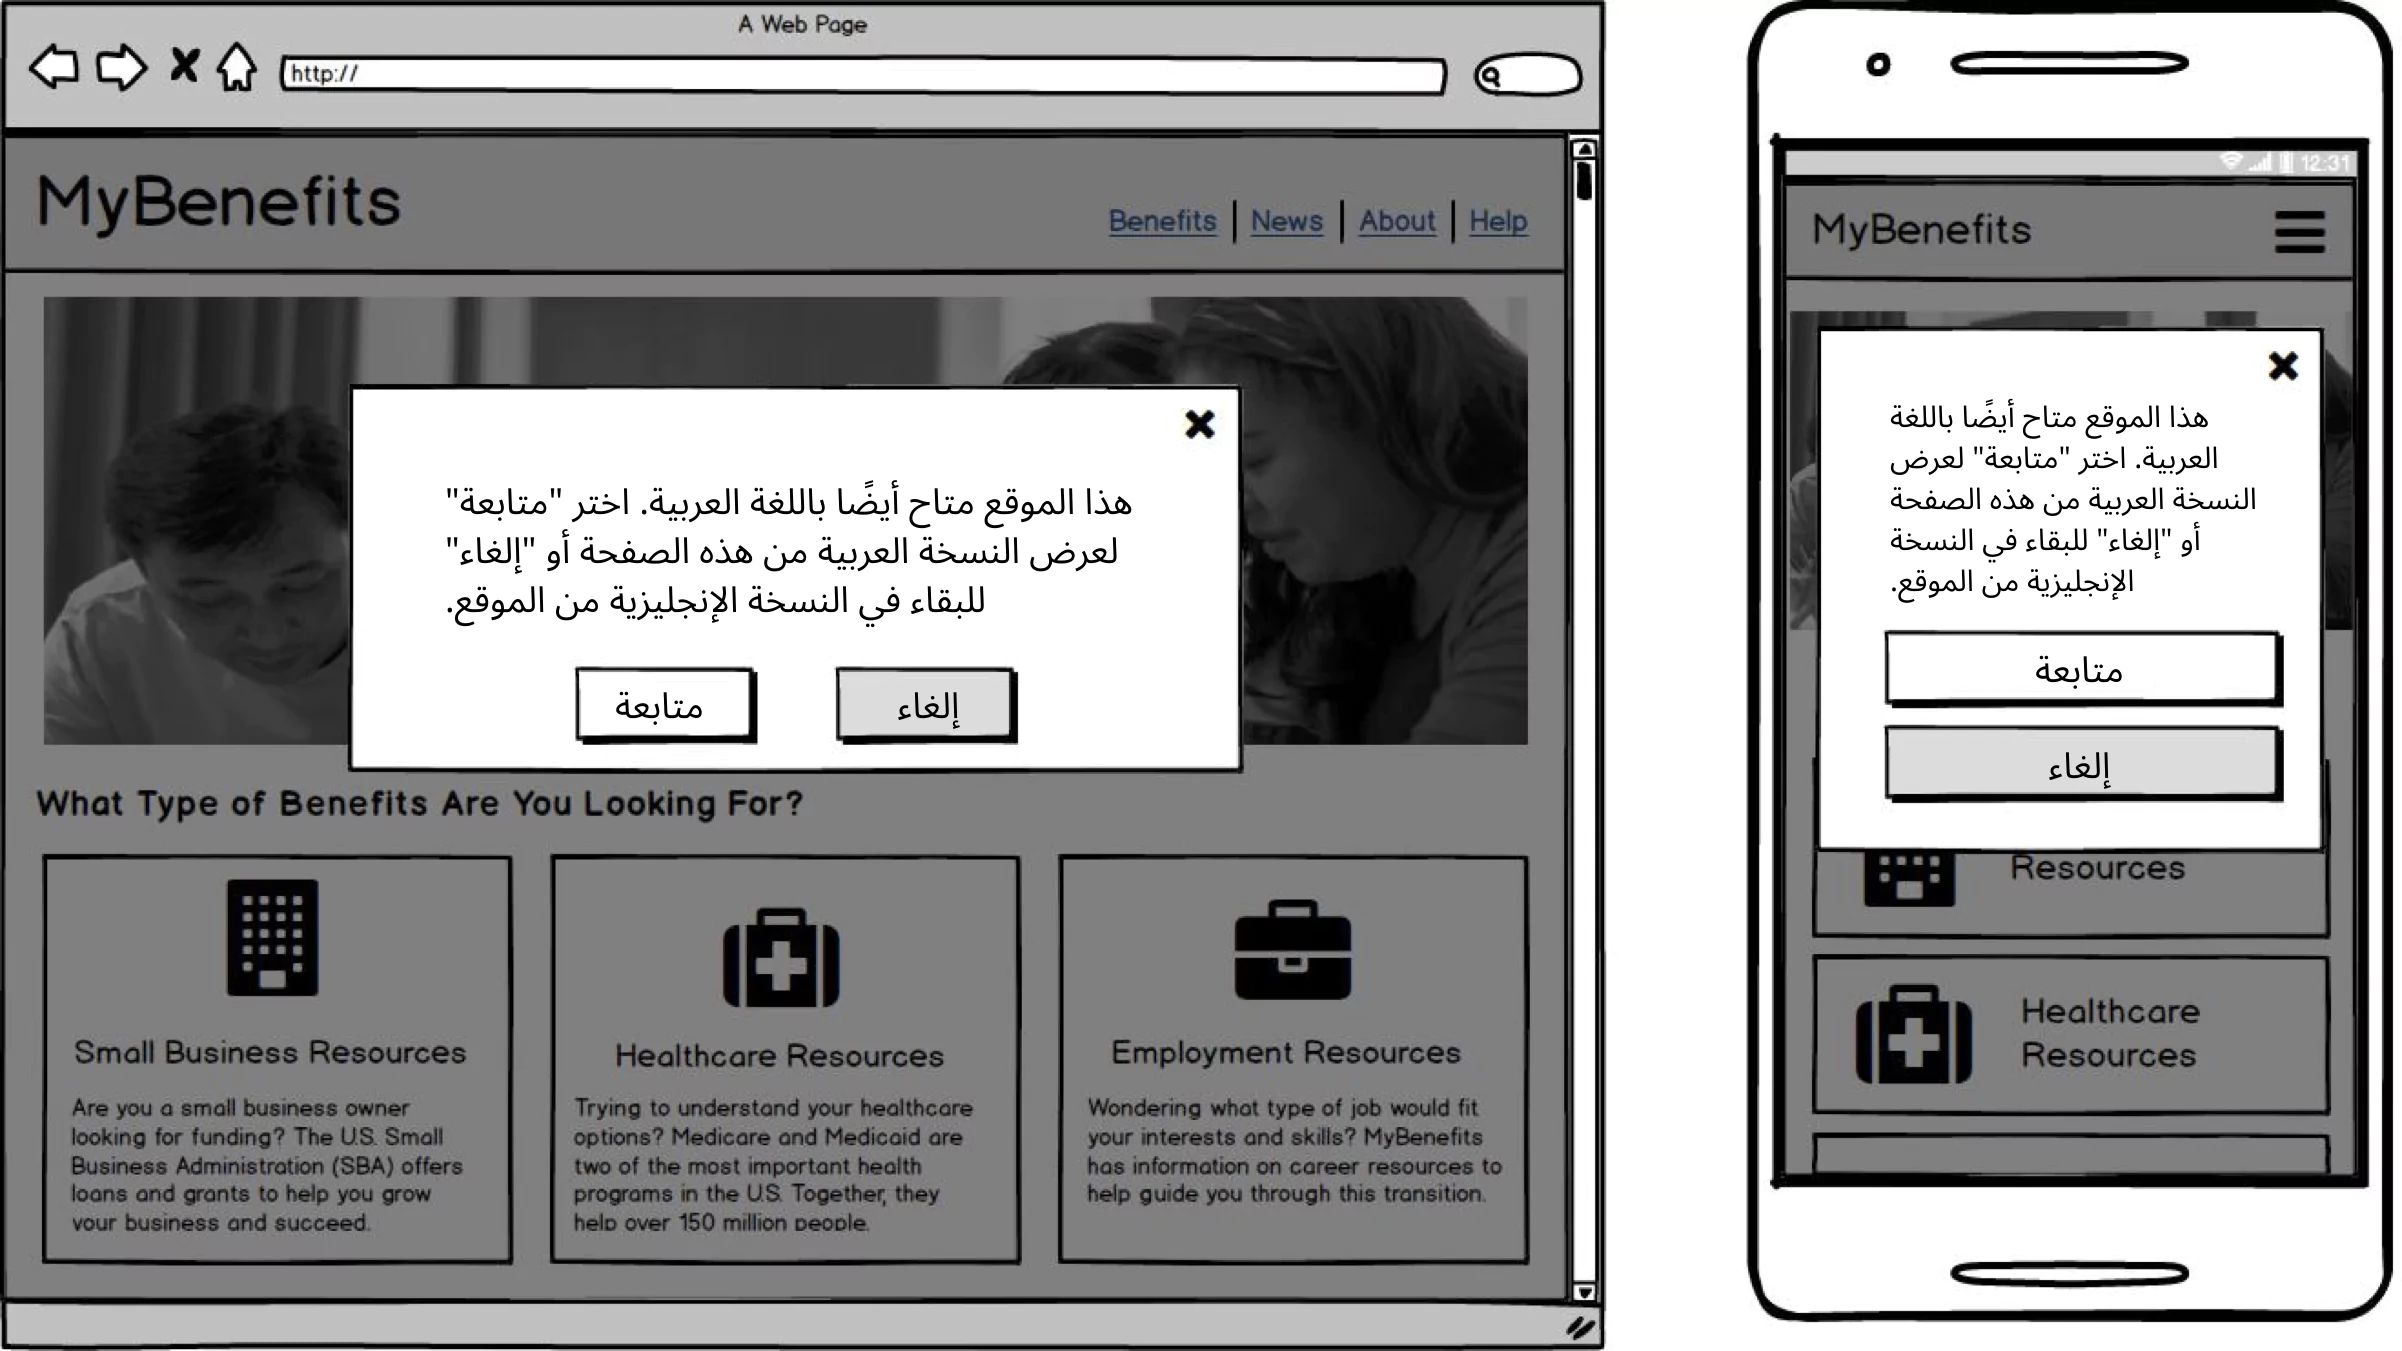 A Web Page
http://
MyBenefits
Benefits
News
About
Help
هذا الموقع متاح أيضًا باللغة العربية. اختر "متابعة"
لعرض النسخة العربية من هذه الصفحة أو "إلغاء"
للبقاء في النسخة الإنجليزية من الموقع.
متابعة
إلغاء
What Type of Benefits Are You Looking For?
Small Business Resources
Are you a small business owner
looking for funding? The U.S. Small
Business Administration (SBA) offers
loans and grants to help you grow
your business and succeed.
Healthcare Resources
Trying to understand your healthcare
options? Medicare and Medicaid are
two of the most important health
programs in the U.S. Together, they
help over 150 million people.
Employment Resources
Wondering what type of job would fit
your interests and skills? MyBenefits
has information on career resources to
help guide you through this transition.
12:31
MyBenefits
هذا الموقع متاح أيضًا باللغة
العربية. اختر "متابعة" لعرض
النسخة العربية من هذه الصفحة
أو "إلغاء" للبقاء في النسخة
الإنجليزية من الموقع.
متابعة
إلغاء
Resources
Healthcare
Resources